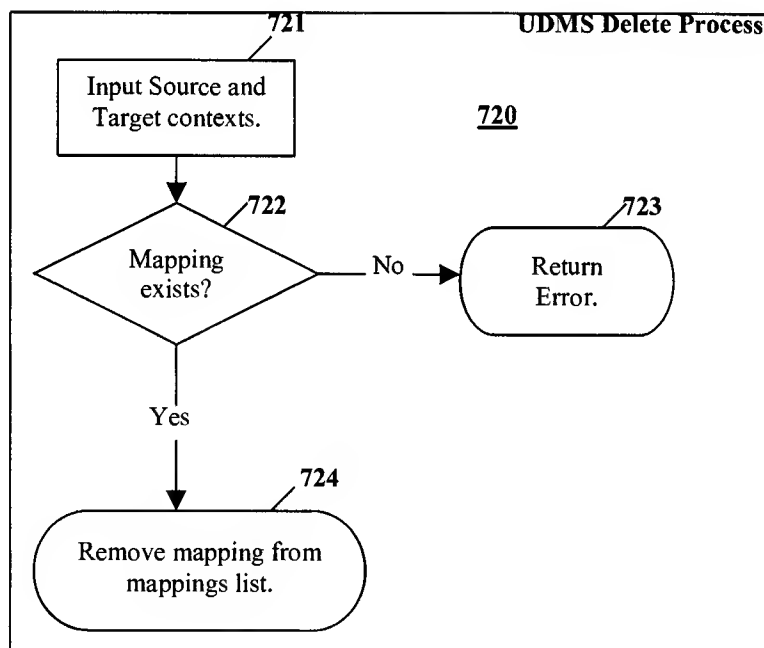 721
UDMS Delete Process
Input Source and
Target contexts.
720
722
723
Mapping
exists?
No
Return
Error.
Yes
724
Remove mapping from
mappings list.